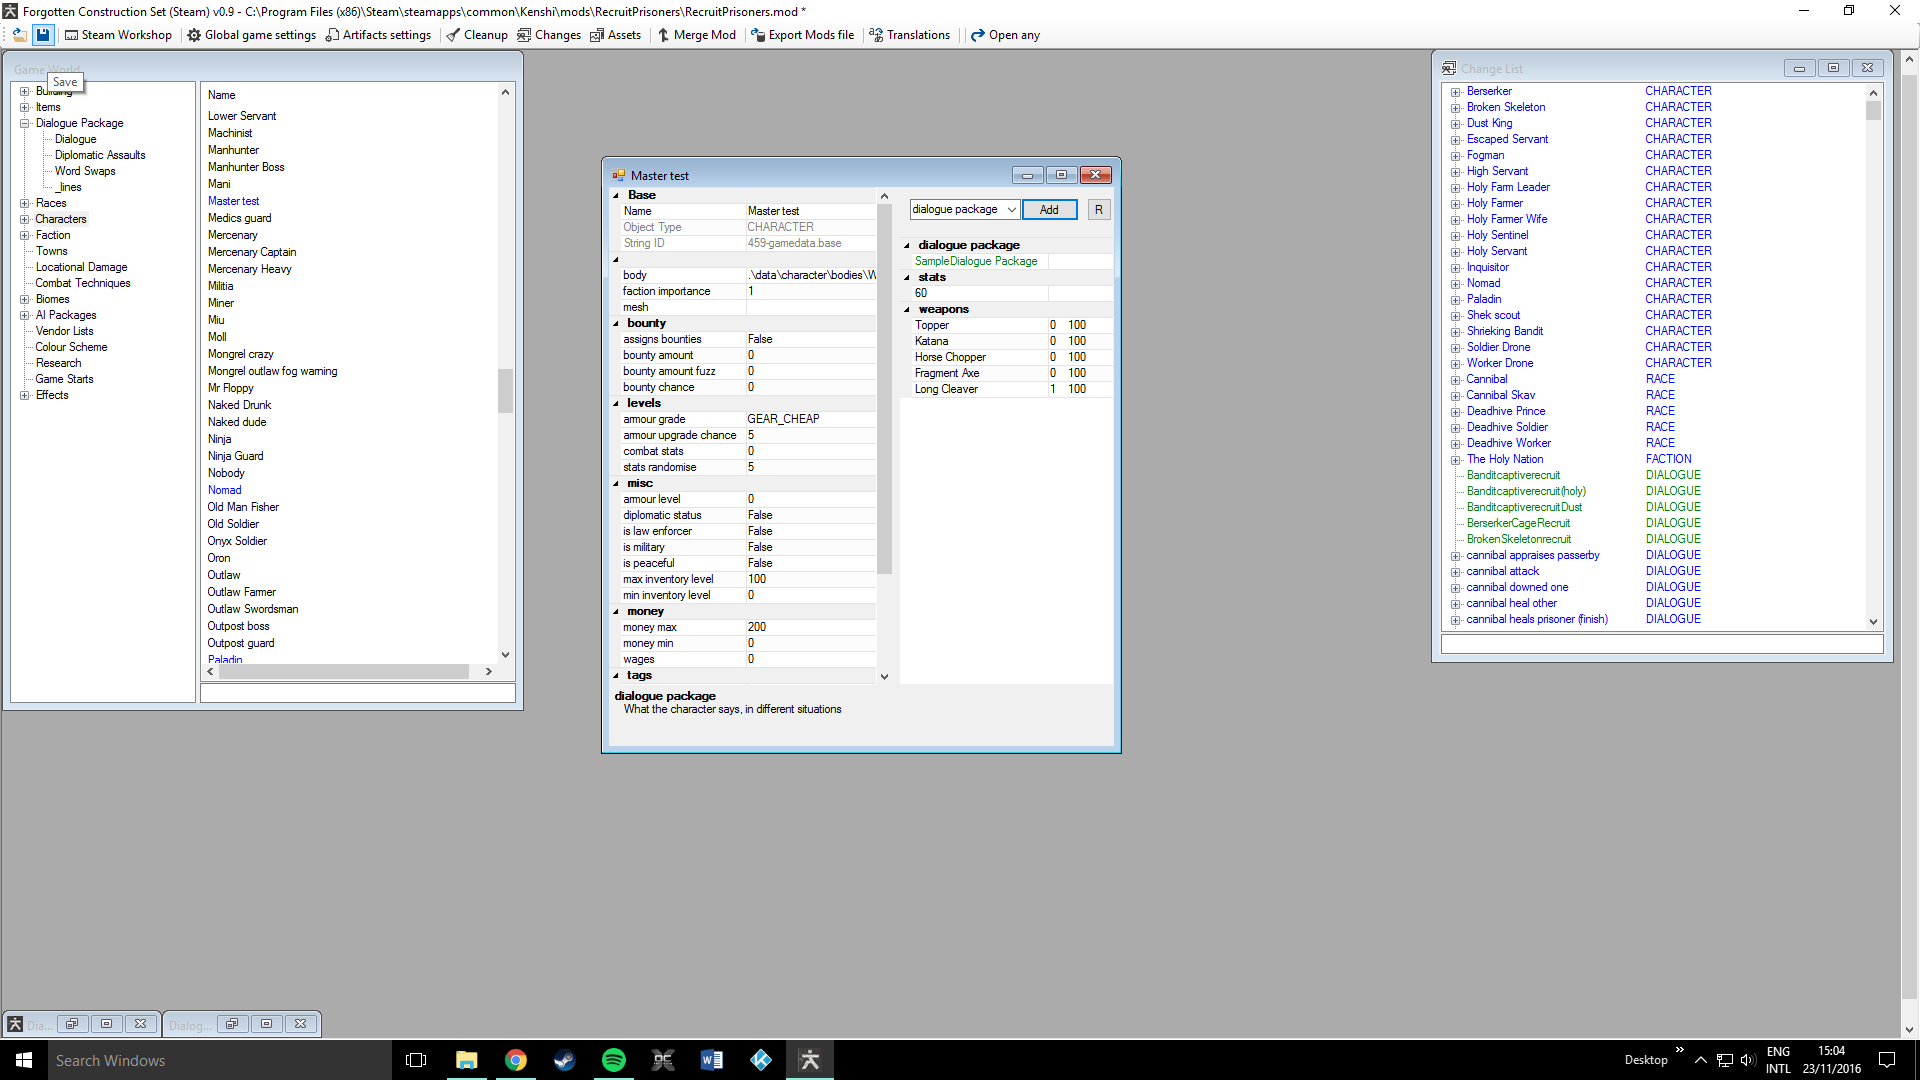 Forgotten Construction Set (Steam) v0.9 - C:\Program Files (x86)\Steam\steamapps\common\Kenshi\mods\RecruitPrisoners\RecruitPrisoners.mod *
Steam Workshop Global game settings Artifacts settings Cleanup Changes Assets Merge Mod Export Mods file Translations Open any
Game World
Save
Building
Items
Dialogue Package
Dialogue
Diplomatic Assaults
Word Swaps
_lines
Races
Characters
Faction
Towns
Locational Damage
Combat Techniques
Biomes
AI Packages
Vendor Lists
Colour Scheme
Research
Game Starts
Effects
Name
Lower Servant
Machinist
Manhunter
Manhunter Boss
Mani
Master test
Medics guard
Mercenary
Mercenary Captain
Mercenary Heavy
Militia
Miner
Miu
Moll
Mongrel crazy
Mongrel outlaw fog warning
Mr Floppy
Naked Drunk
Naked dude
Ninja
Ninja Guard
Nobody
Nomad
Old Man Fisher
Old Soldier
Onyx Soldier
Oron
Outlaw
Outlaw Farmer
Outlaw Swordsman
Outpost boss
Outpost guard
Paladin
Master test
Base
Name Master test
Object Type CHARACTER
String ID 459-gamedata.base
body .\data\character\bodies\W
faction importance 1
mesh
bounty
assigns bounties False
bounty amount 0
bounty amount fuzz 0
bounty chance 0
levels
armour grade GEAR_CHEAP
armour upgrade chance 5
combat stats 0
stats randomise 5
misc
armour level 0
diplomatic status False
is law enforcer False
is military False
is peaceful False
max inventory level 100
min inventory level 0
money
money max 200
money min 0
wages 0
tags
dialogue package Add R
dialogue package
SampleDialogue Package
stats
60
weapons
Topper 0 100
Katana 0 100
Horse Chopper 0 100
Fragment Axe 0 100
Long Cleaver 1 100
dialogue package
What the character says, in different situations
Change List
Berserker CHARACTER
Broken Skeleton CHARACTER
Dust King CHARACTER
Escaped Servant CHARACTER
Fogman CHARACTER
High Servant CHARACTER
Holy Farm Leader CHARACTER
Holy Farmer CHARACTER
Holy Farmer Wife CHARACTER
Holy Sentinel CHARACTER
Holy Servant CHARACTER
Inquisitor CHARACTER
Nomad CHARACTER
Paladin CHARACTER
Shek scout CHARACTER
Shrieking Bandit CHARACTER
Soldier Drone CHARACTER
Worker Drone CHARACTER
Cannibal RACE
Cannibal Skav RACE
Deadhive Prince RACE
Deadhive Soldier RACE
Deadhive Worker RACE
The Holy Nation FACTION
Banditcaptiverecruit DIALOGUE
Banditcaptiverecruit(holy) DIALOGUE
BanditcaptiverecruitDust DIALOGUE
BerserkerCageRecruit DIALOGUE
BrokenSkeletonrecruit DIALOGUE
cannibal appraises passerby DIALOGUE
cannibal attack DIALOGUE
cannibal downed one DIALOGUE
cannibal heal other DIALOGUE
cannibal heals prisoner (finish) DIALOGUE
Dia... Dialog...
Search Windows
Desktop
ENG
INTL
15:04
23/11/2016